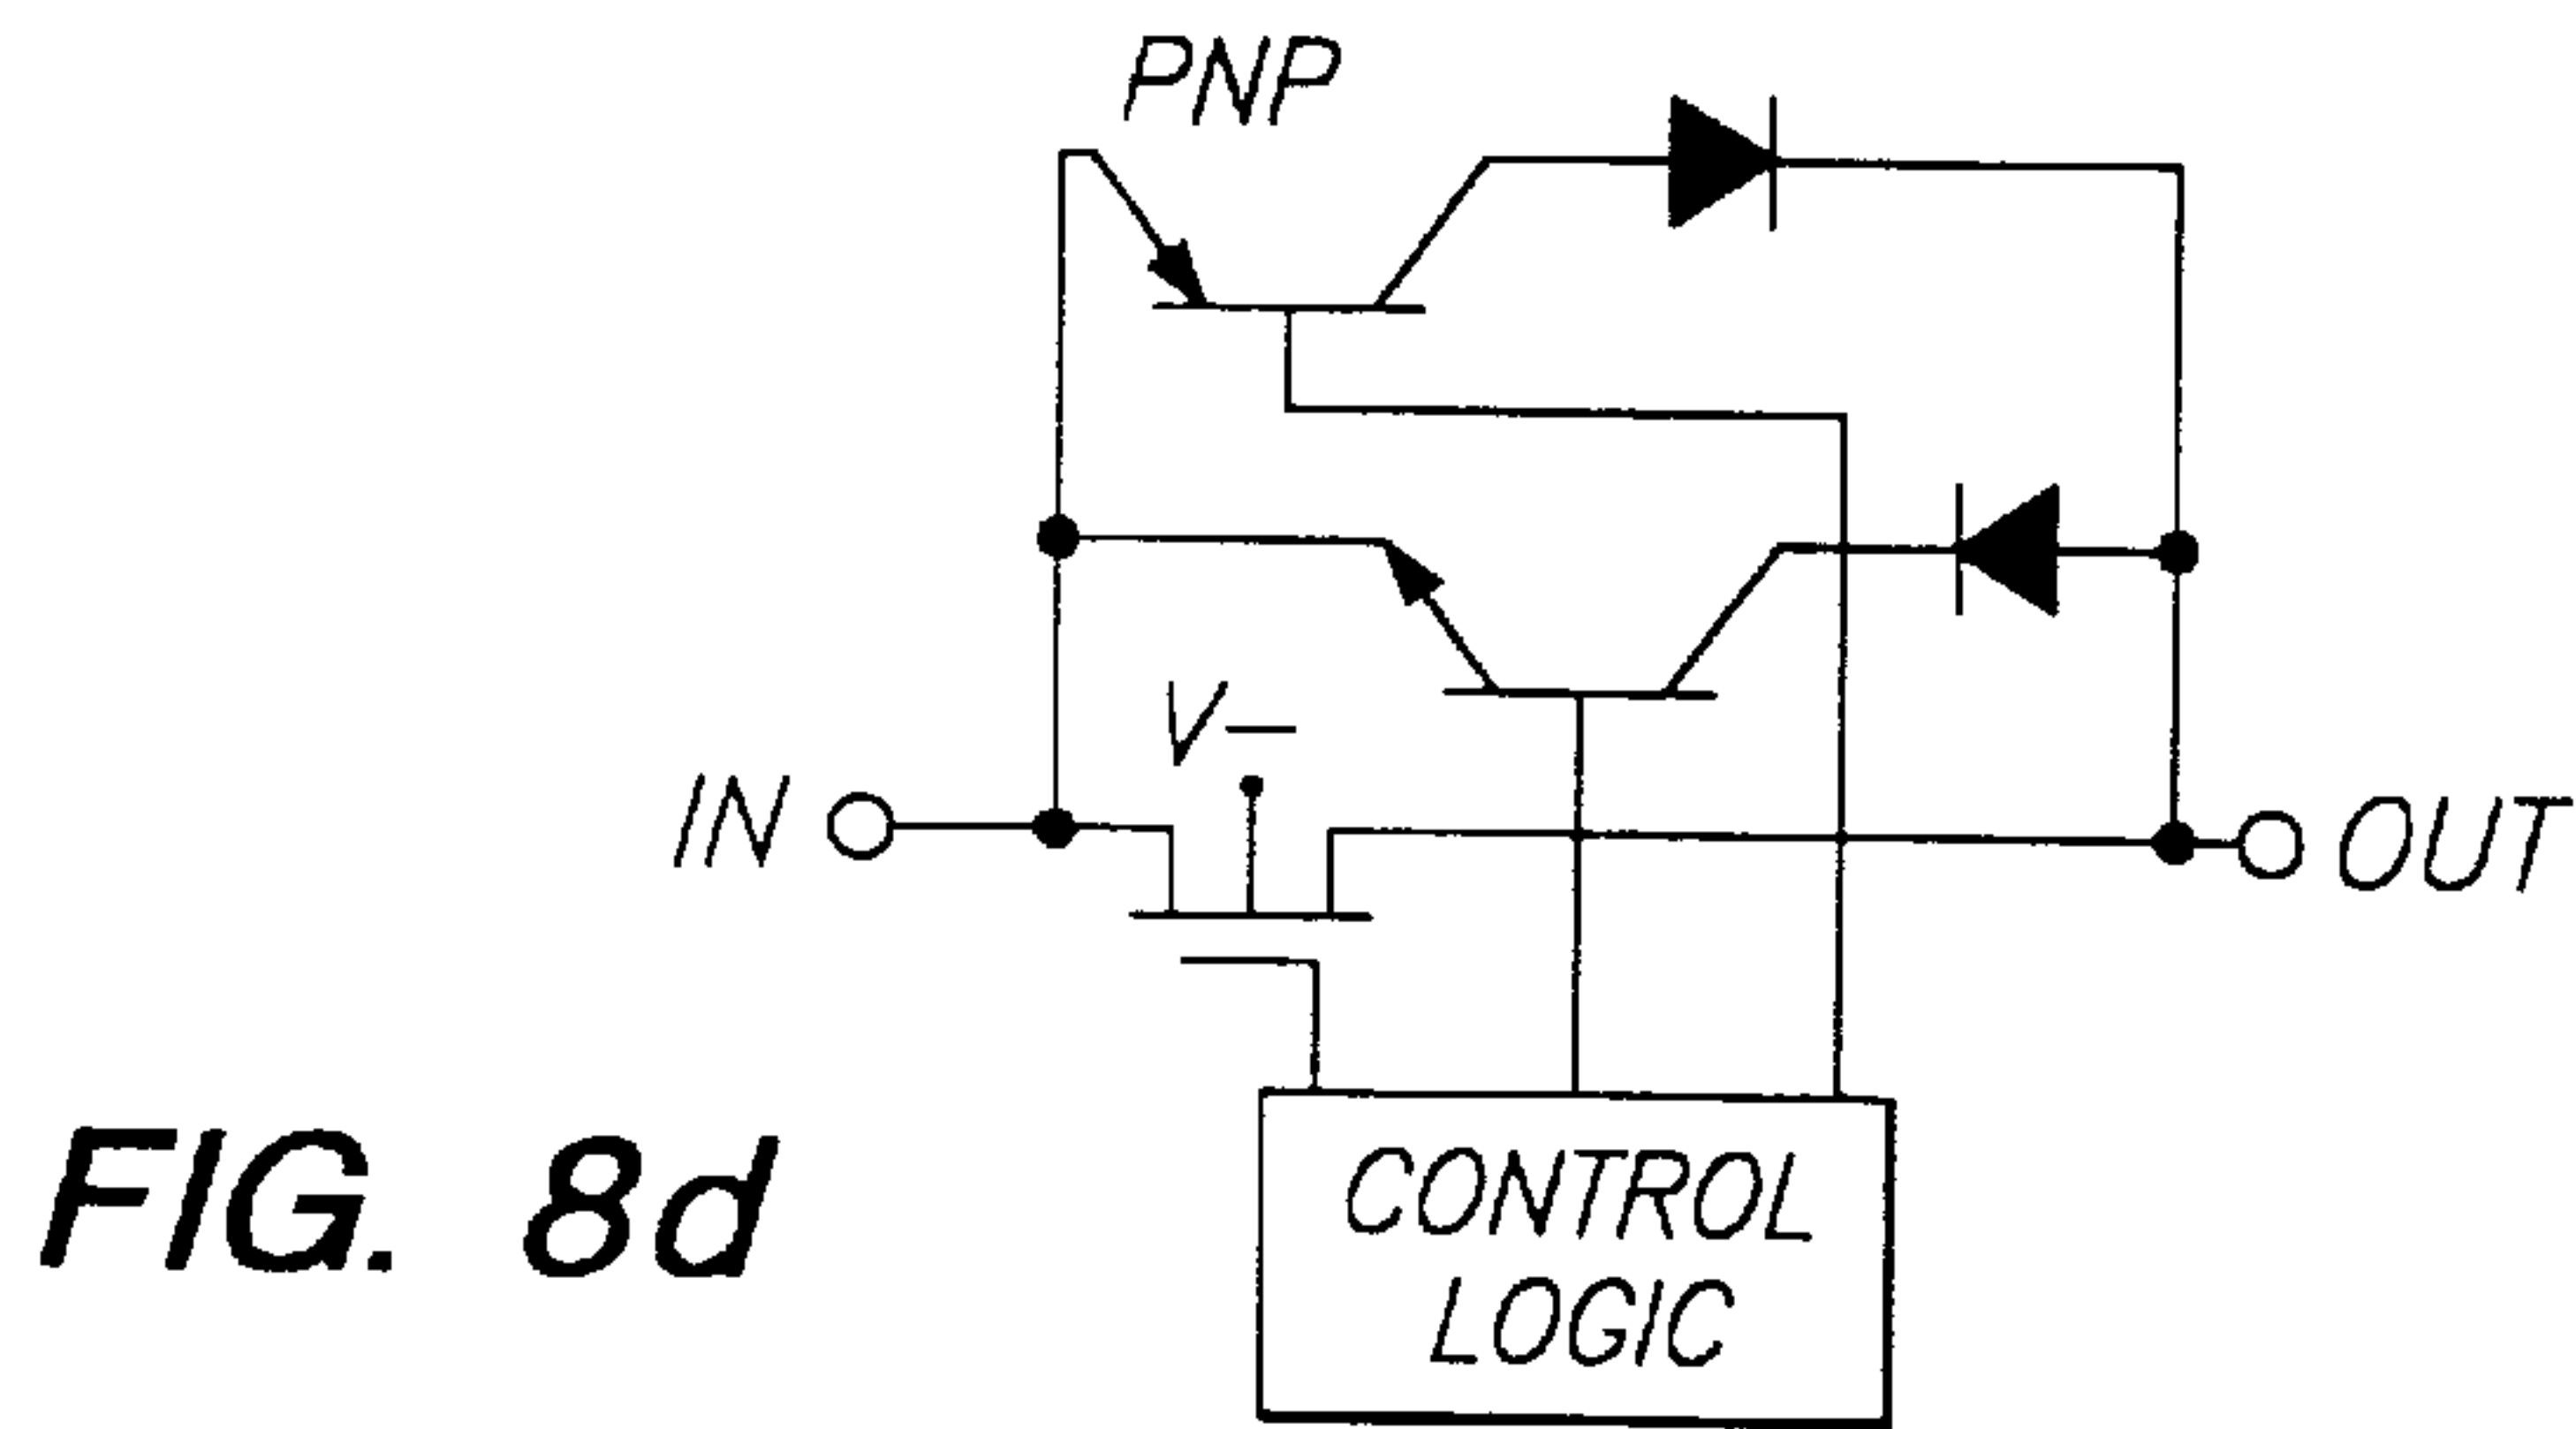 PNP
V−
IN
OUT
CONTROL
LOGIC
FIG. 8d